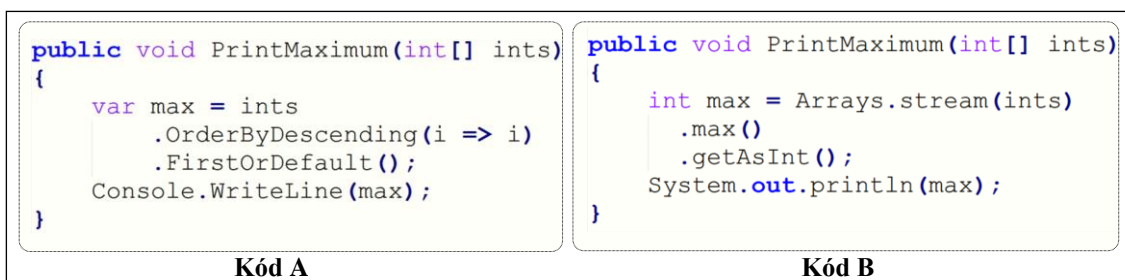 public void PrintMaximum(int[] ints)
{
var max = ints
.OrderByDescending(i => i)
.FirstOrDefault();
Console.WriteLine(max);
}
Kód A
public void PrintMaximum(int[] ints)
{
int max = Arrays.stream(ints)
.max()
.getAsInt();
System.out.println(max);
}
Kód B